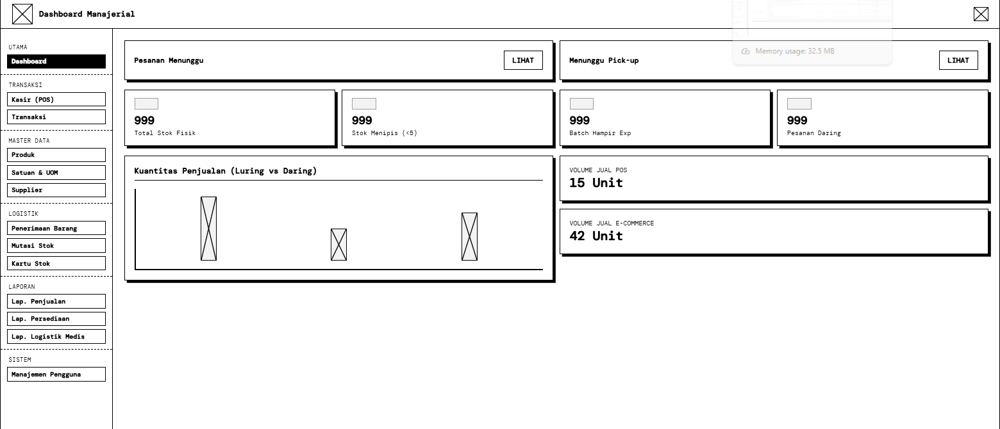 Dashboard Manajerial
Memory usage: 32.5 MB
UTAMA
Dashboard
TRANSAKSI
Kasir (POS)
Transaksi
MASTER DATA
Produk
Satuan & UOM
Supplier
LOGISTIK
Penerimaan Barang
Mutasi Stok
Kartu Stok
LAPORAN
Lap. Penjualan
Lap. Persediaan
Lap. Logistik Medis
SISTEM
Manajemen Pengguna
Pesanan Menunggu
LIHAT
Menunggu Pick-up
LIHAT
999
Total Stok Fisik
999
Stok Menipis (<5)
999
Batch Hampir Exp
999
Pesanan Daring
Kuantitas Penjualan (Luring vs Daring)
VOLUME JUAL POS
15 Unit
VOLUME JUAL E-COMMERCE
42 Unit